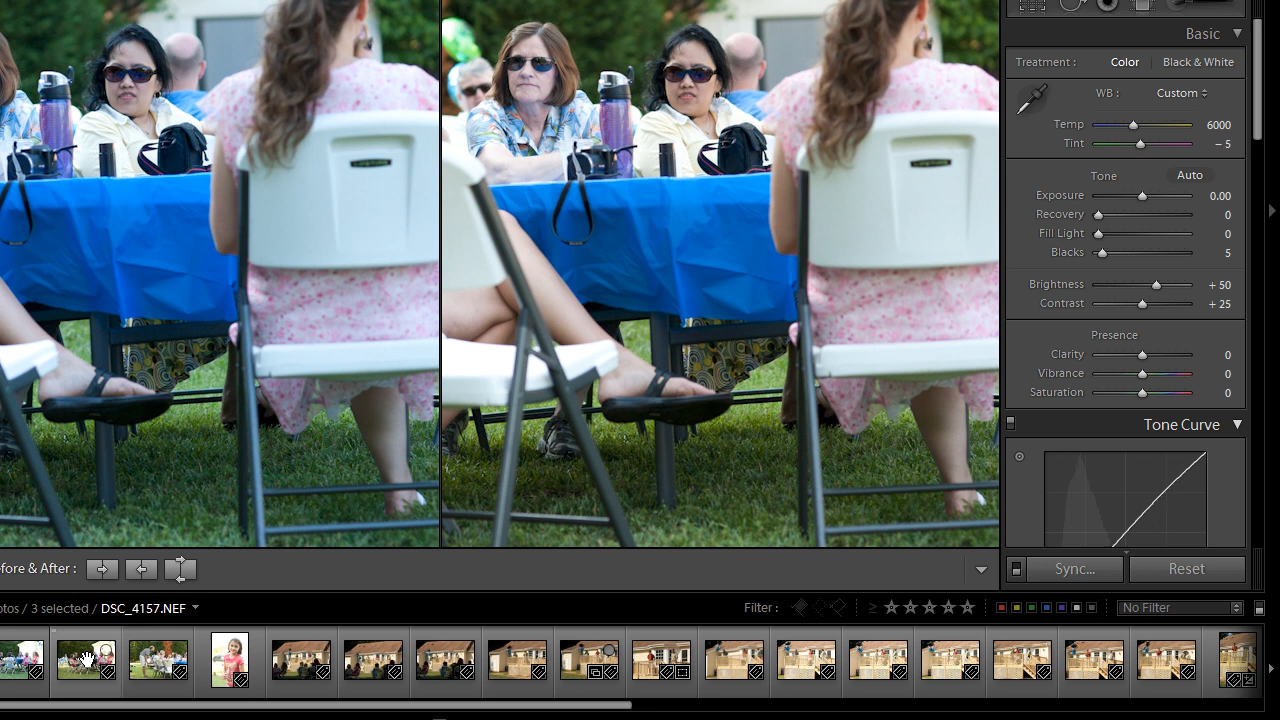 Basic
Treatment : Color Black & White
WB : Custom
Temp 6000
Tint – 5
Tone Auto
Exposure 0.00
Recovery 0
Fill Light 0
Blacks 5
Brightness + 50
Contrast + 25
Presence
Clarity 0
Vibrance 0
Saturation 0
Tone Curve
Sync... Reset
efore & After :
otos / 3 selected / DSC_4157.NEF
Filter : ≥ No Filter